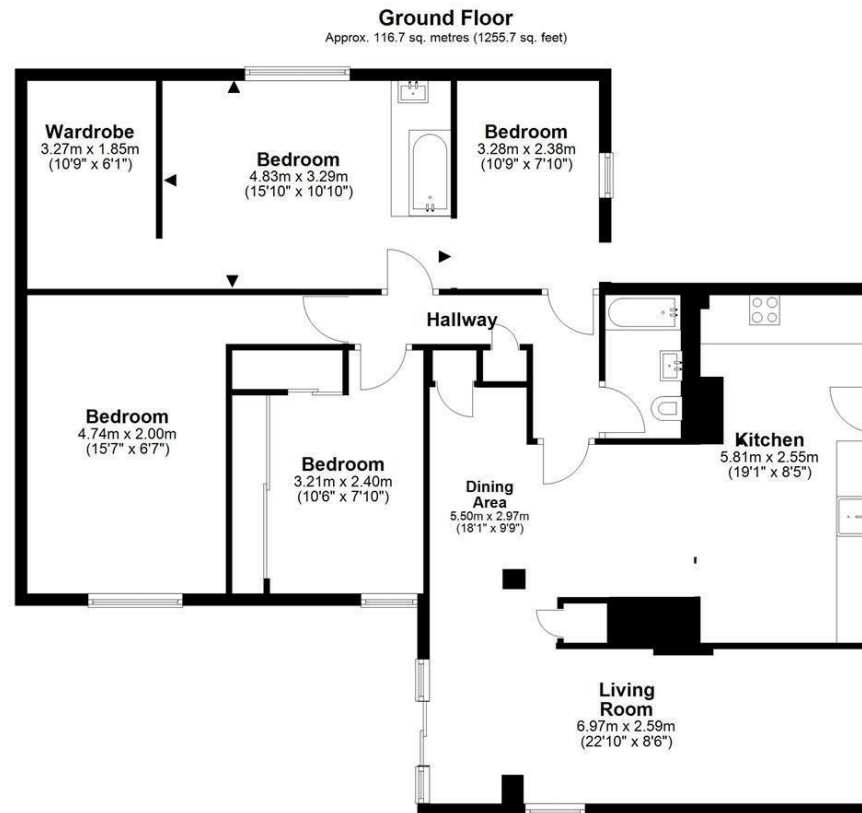 Ground Floor
Approx. 116.7 sq. metres (1255.7 sq. feet)
Wardrobe
3.27m x 1.85m
(10'9" x 6'1")
Bedroom
4.83m x 3.29m
(15'10" x 10'10")
Bedroom
3.28m x 2.38m
(10'9" x 7'10")
Hallway
Bedroom
4.74m x 2.00m
(15'7" x 6'7")
Bedroom
3.21m x 2.40m
(10'6" x 7'10")
Dining
Area
5.50m x 2.97m
(18'1" x 9'9")
Kitchen
5.81m x 2.55m
(19'1" x 8'5")
Living
Room
6.97m x 2.59m
(22'10" x 8'6")